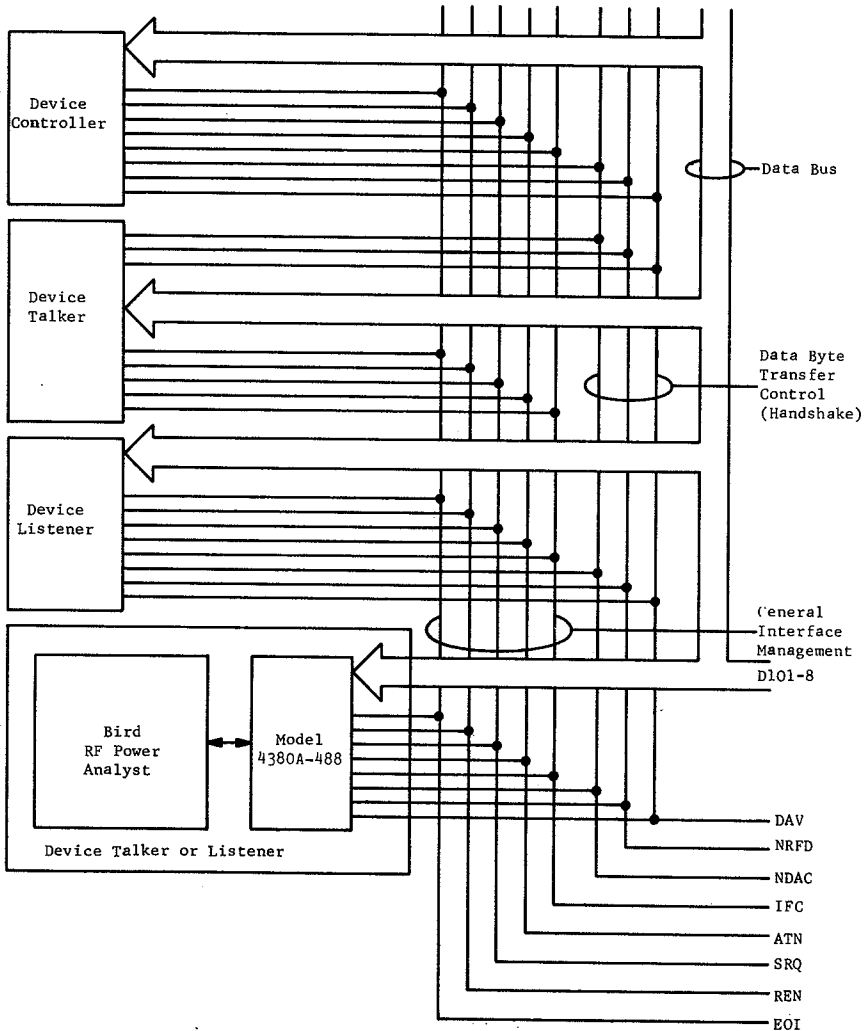 Device
Controller
Data Bus
Device
Talker
Data Byte
Transfer
Control
(Handshake)
Device
Listener
General
Interface
Management
D101-8
Bird
RF Power
Analyst
Model
4380A-488
Device Talker or Listener
DAV
NRFD
NDAC
IFC
ATN
SRQ
REN
EOI